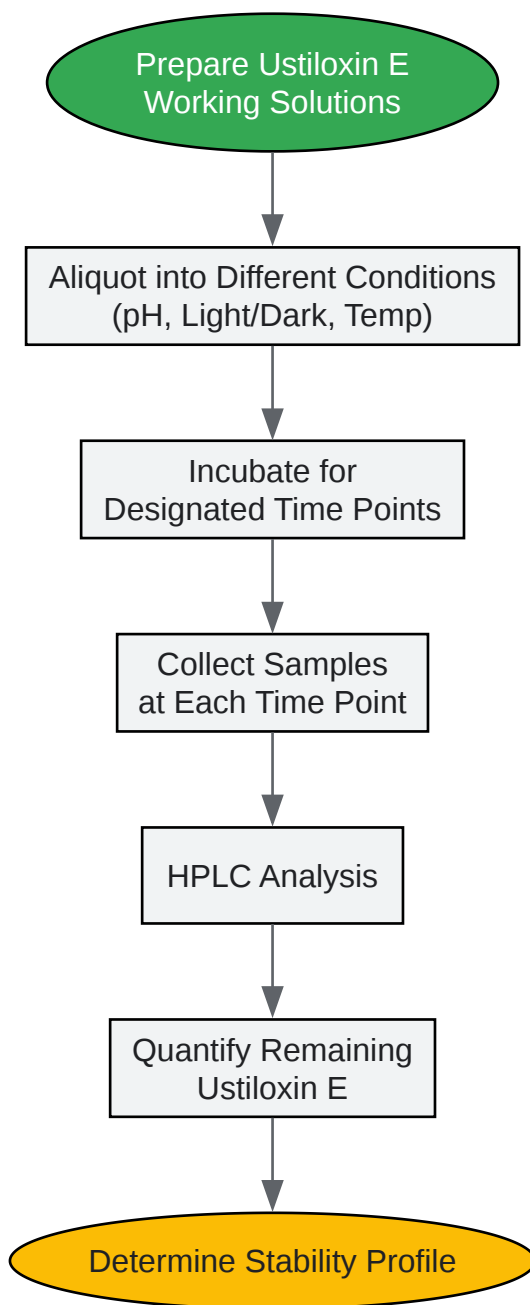 Prepare Ustiloxin E
Working Solutions
Aliquot into Different Conditions
(pH, Light/Dark, Temp)
Incubate for
Designated Time Points
Collect Samples
at Each Time Point
HPLC Analysis
Quantify Remaining
Ustiloxin E
Determine Stability Profile